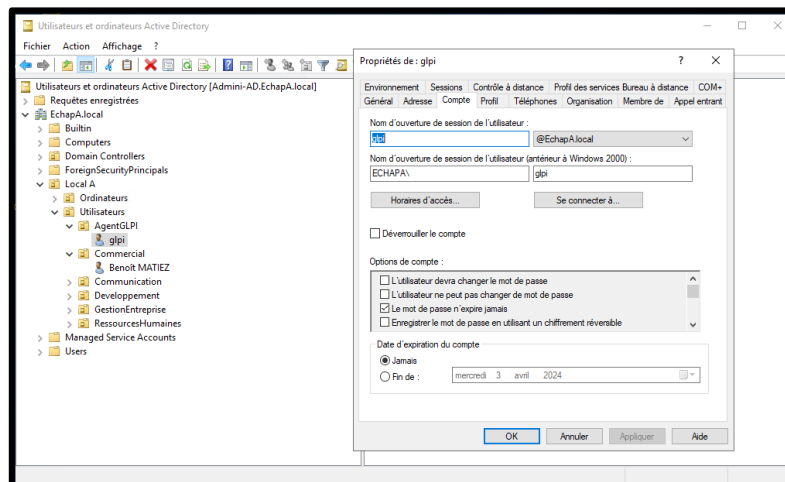 Utilisateurs et ordinateurs Active Directory
Fichier Action Affichage ?
Utilisateurs et ordinateurs Active Directory [Admini-AD.EchapA.local]
Requêtes enregistrées
EchapA.local
Builtin
Computers
Domain Controllers
ForeignSecurityPrincipals
Local A
Ordinateurs
Utilisateurs
AgentGLPI
glpi
Commercial
Benoît MATIEZ
Communication
Developpement
GestionEntreprise
RessourcesHumaines
Managed Service Accounts
Users
Propriétés de : glpi ?
Environnement Sessions Contrôle à distance Profil des services Bureau à distance COM+
Général Adresse Compte Profil Téléphones Organisation Membre de Appel entrant
Nom d'ouverture de session de l'utilisateur :
glpi @EchapA.local
Nom d'ouverture de session de l'utilisateur (antérieur à Windows 2000) :
ECHAPA\ glpi
Horaires d'accès... Se connecter à...
Déverrouiller le compte
Options de compte :
L'utilisateur devra changer le mot de passe
L'utilisateur ne peut pas changer de mot de passe
Le mot de passe n'expire jamais
Enregistrer le mot de passe en utilisant un chiffrement réversible
Date d'expiration du compte
Jamais
Fin de : mercredi 3 avril 2024
OK Annuler Appliquer Aide